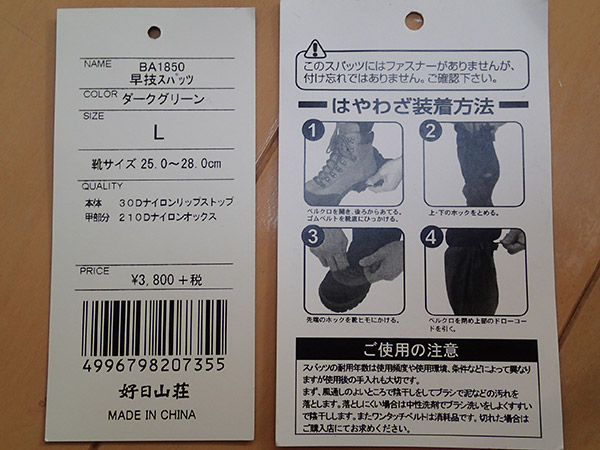 NAME BA1850
早技スパッツ
COLOR ダークグリーン
SIZE
L
靴サイズ 25.0～28.0cm
QUALITY
本体 30Dナイロンリップストップ
甲部分 210Dナイロンオックス
PRICE
¥3,800+税
4996798207355
好日山荘
MADE IN CHINA
このスパッツにはファスナーがありませんが、
付け忘れではありません。ご確認下さい。
はやわざ装着方法
1
ベルクロを開き、後ろからあてる。
ゴムベルトを靴底にひっかける。
2
上・下のホックをとめる。
3
先端のホックを靴ヒモにかける。
4
ベルクロを閉め上部のドローコー
ドを引く。
ご使用の注意
スパッツの耐用年数は使用頻度や使用環境、条件などによって異なり
ますが使用後の手入れも大切です。
まず、風通しのよいところで陰干しをしてブラシで泥などの汚れを
落とします。落としにくい場合は中性洗剤でブラシ洗いをしよくすすい
で陰干しします。またワンタッチベルトは消耗品です。切れた場合は
ご購入店にてお求めください。